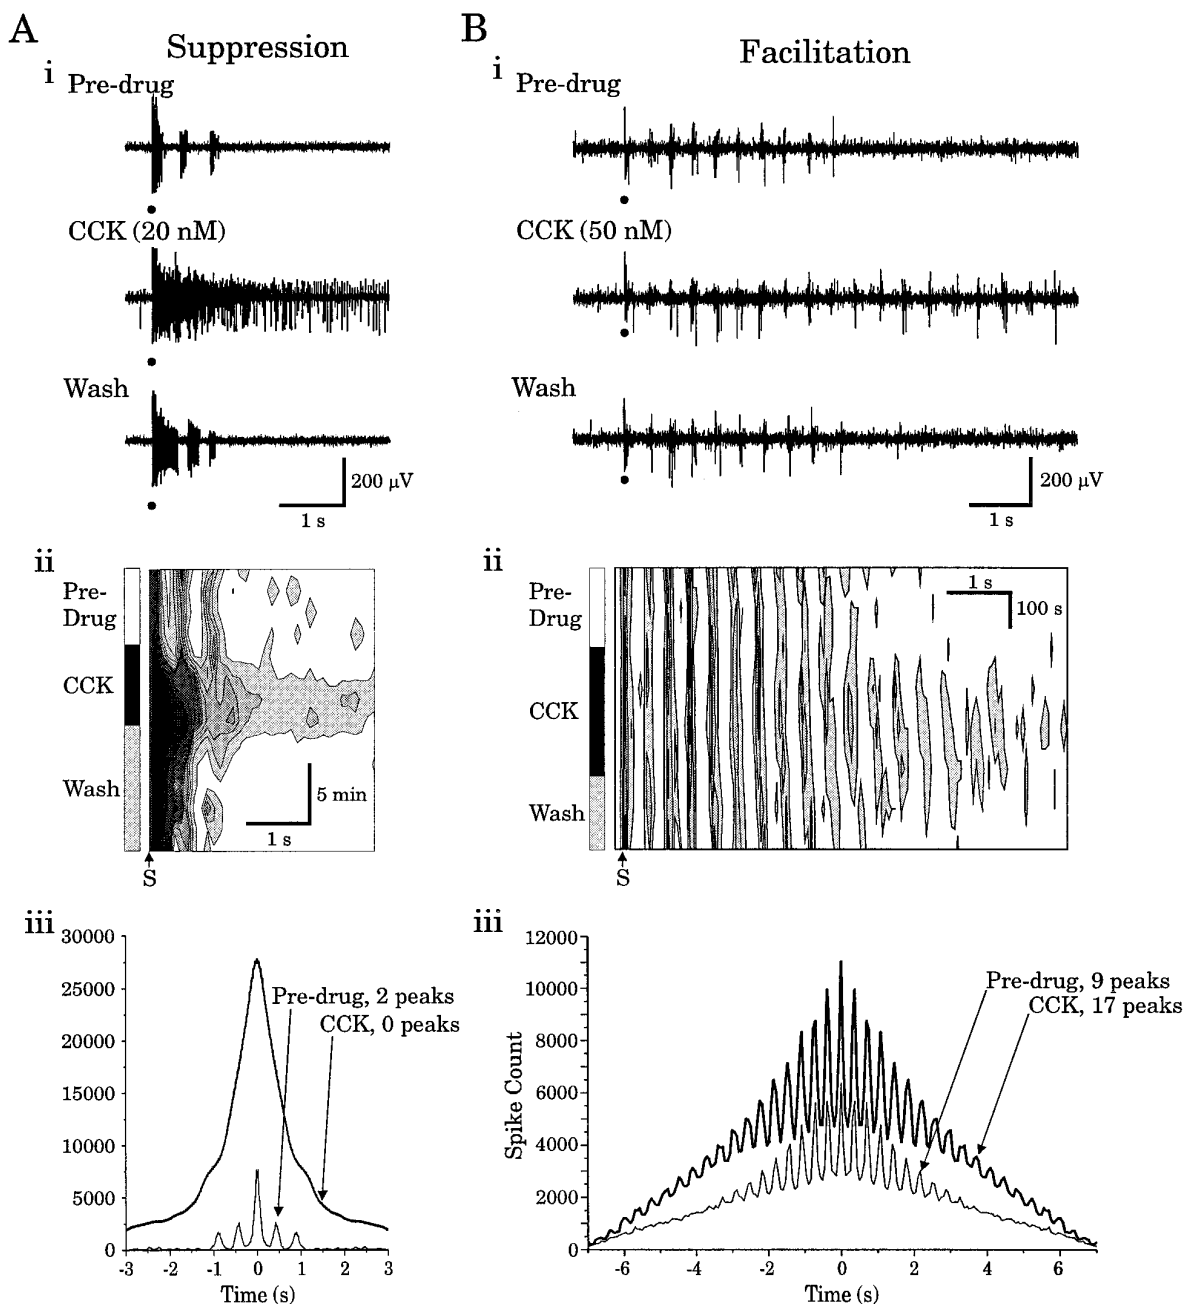 A
Suppression
i
Pre-drug
CCK (20 nM)
Wash
200 µV
1 s
ii
Pre-
Drug
CCK
Wash
5 min
1 s
S
iii
30000
25000
20000
15000
10000
5000
0
Pre-drug, 2 peaks
CCK, 0 peaks
-3
-2
-1
0
1
2
3
Time (s)
B
Facilitation
i
Pre-drug
CCK (50 nM)
Wash
200 µV
1 s
ii
Pre-
Drug
CCK
Wash
1 s
100 s
S
iii
Spike Count
12000
10000
8000
6000
4000
2000
0
Pre-drug, 9 peaks
CCK, 17 peaks
-6
-4
-2
0
2
4
6
Time (s)